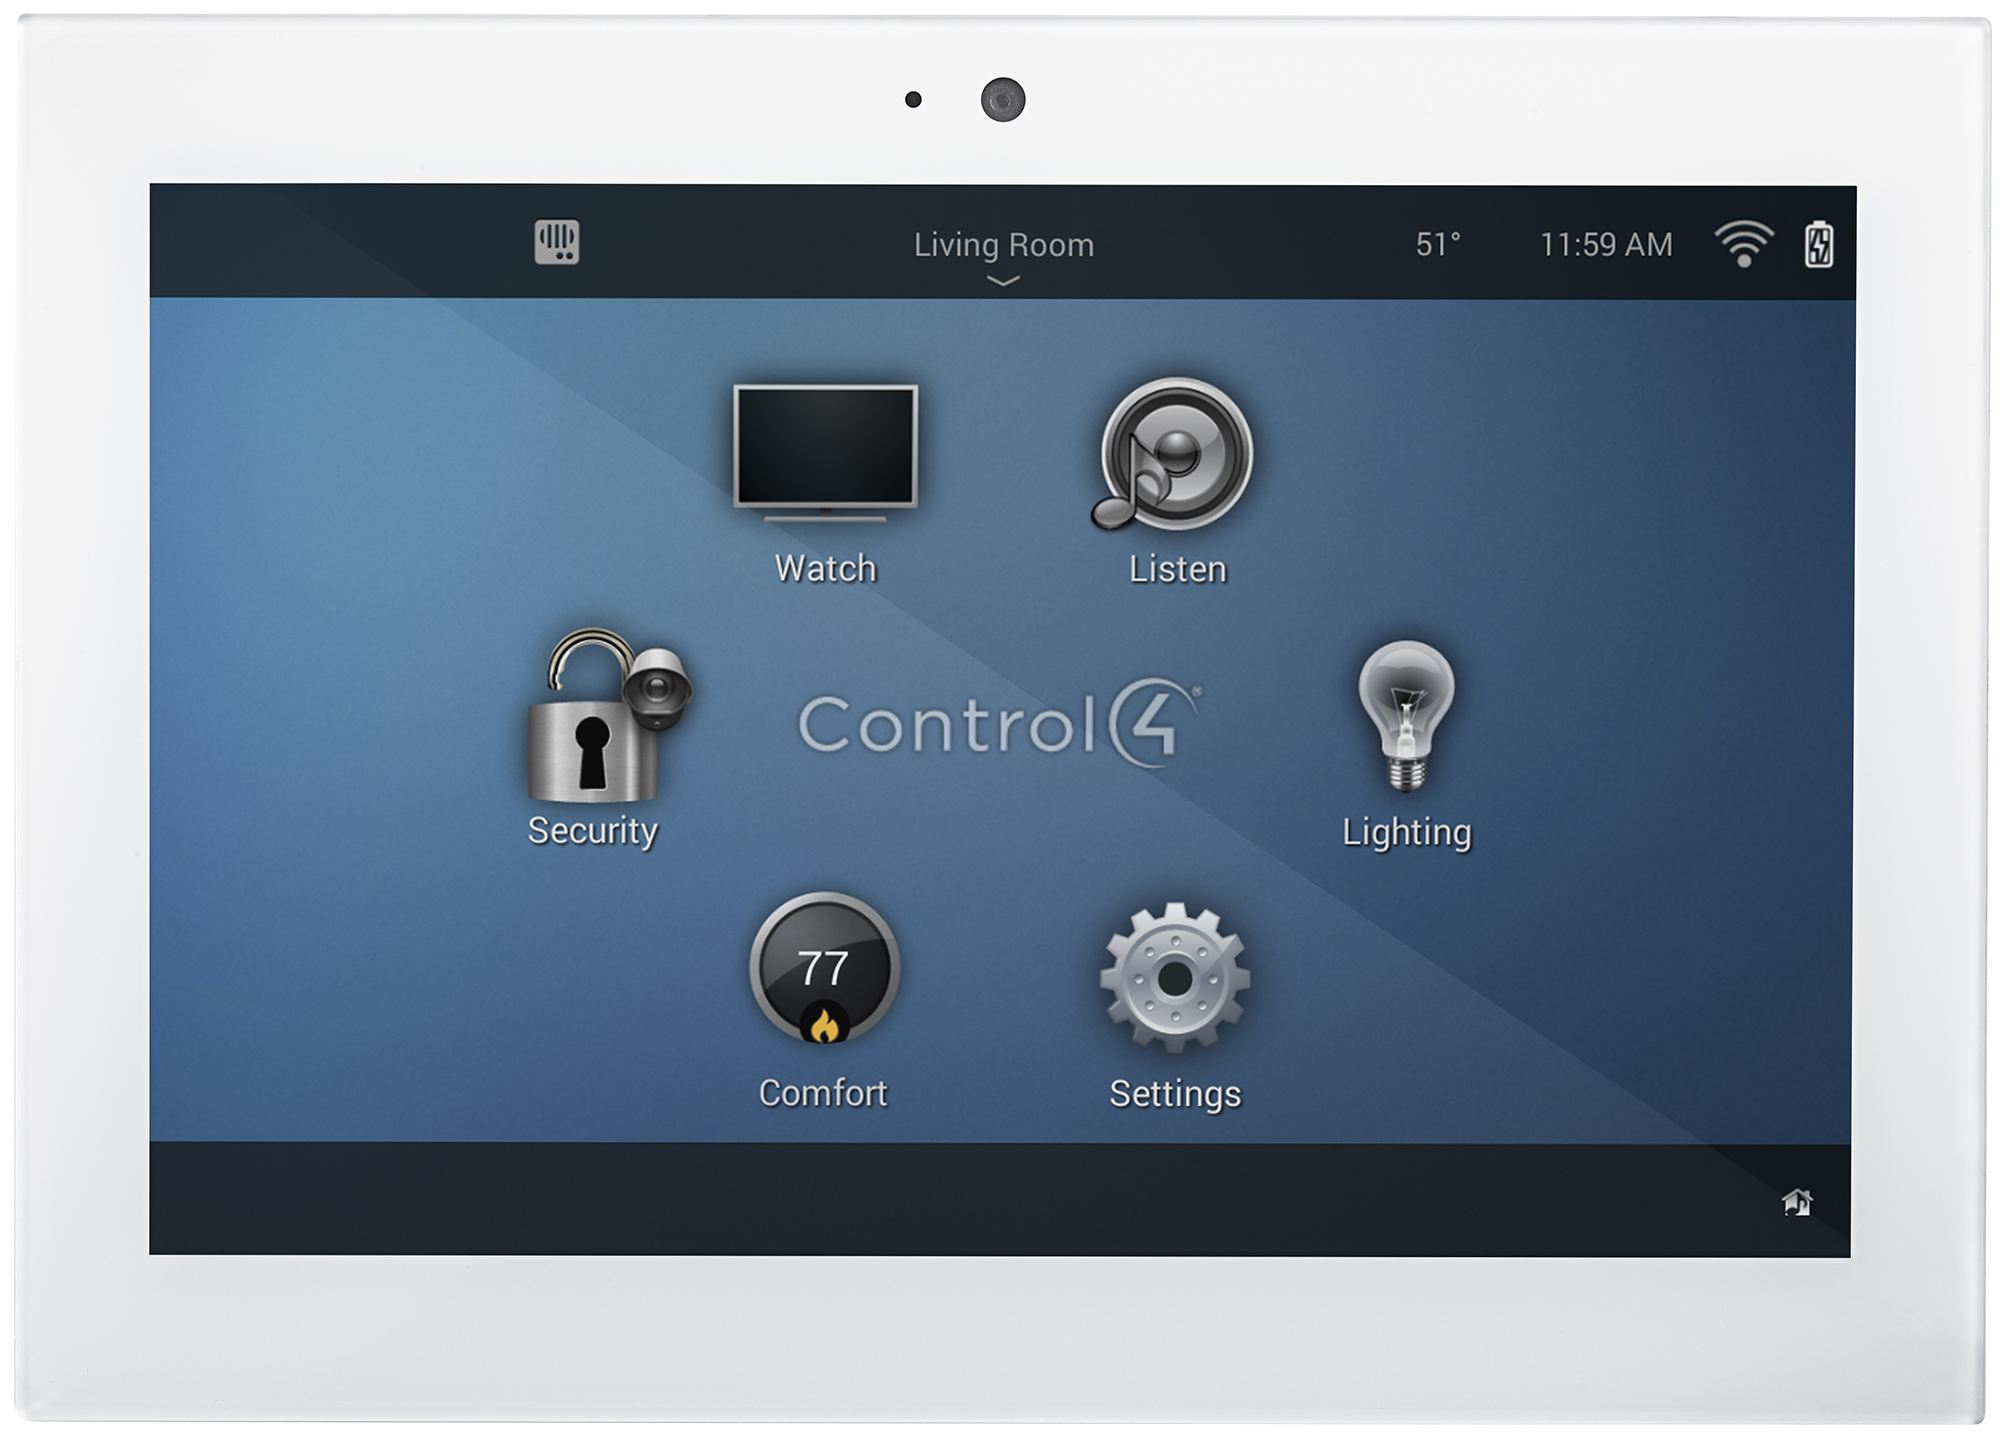 Living Room
51°
11:59 AM
Watch
Listen
Security
Control4®
Lighting
77
Comfort
Settings